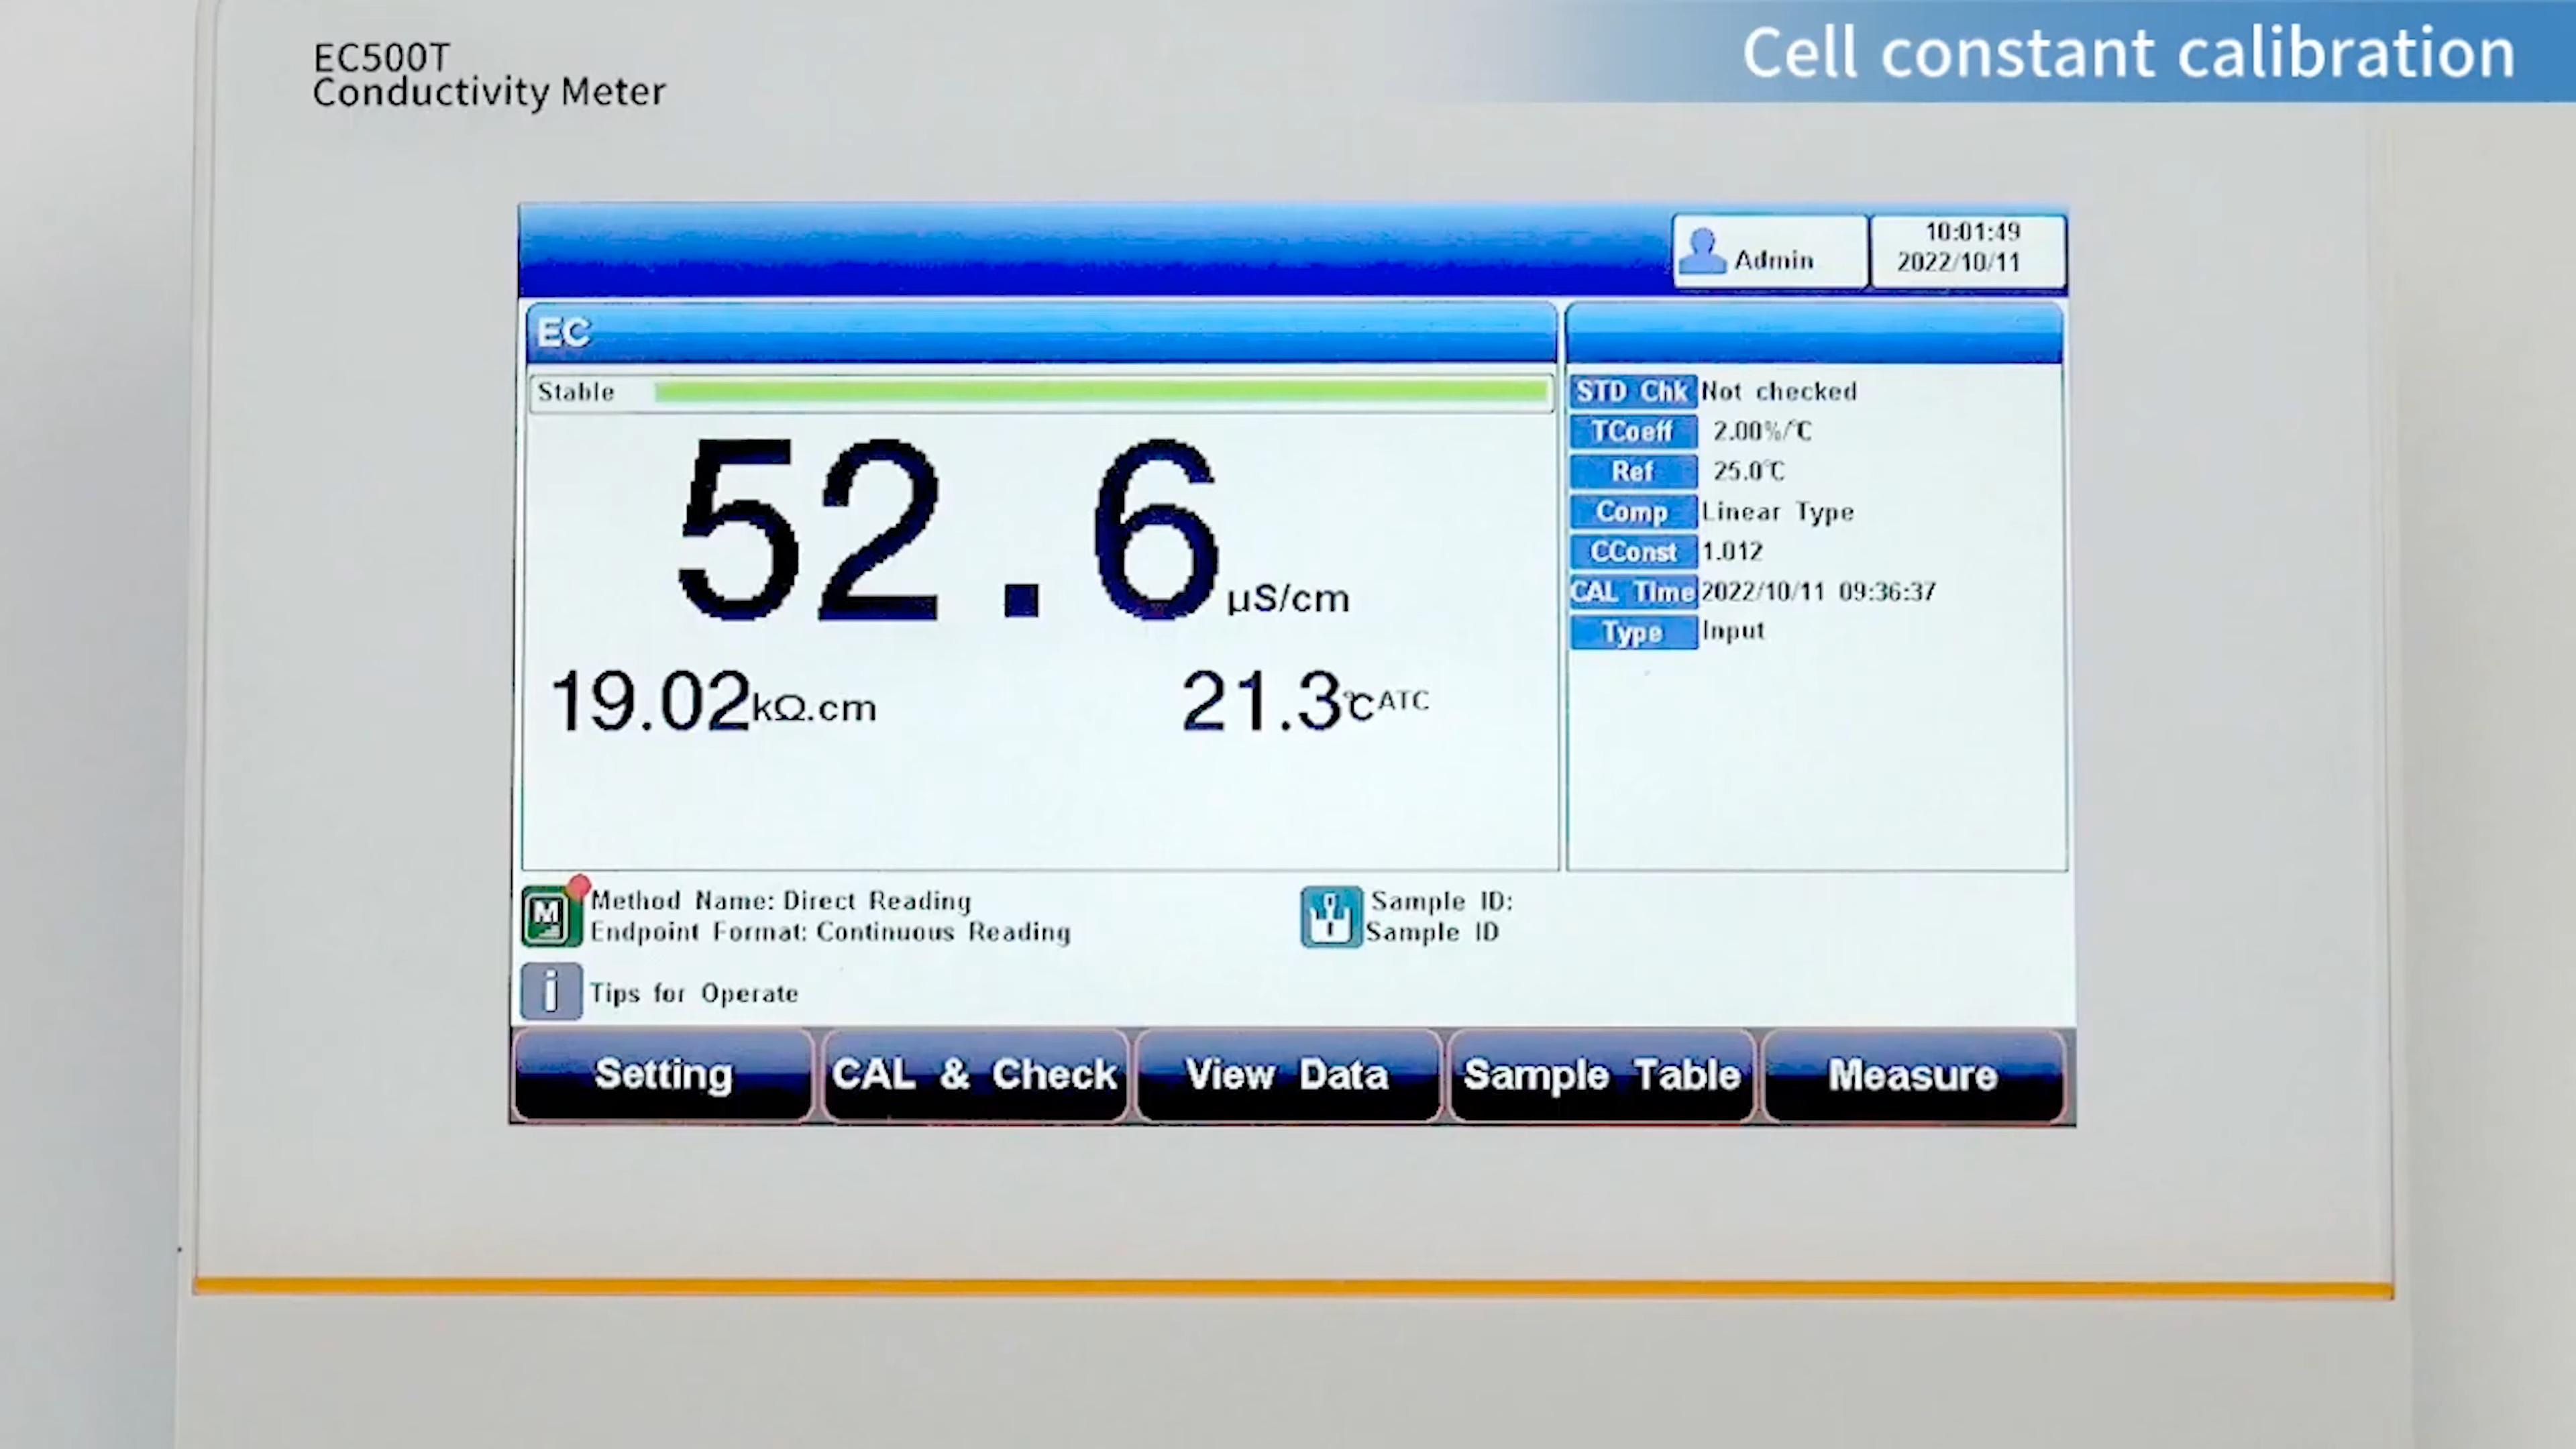 EC500T
Conductivity Meter
Cell constant calibration
Admin
10:01:49
2022/10/11
EC
Stable
52.6 µS/cm
19.02kΩ.cm
21.3℃ ATC
STD Chk Not checked
TCoeff 2.00%/℃
Ref 25.0℃
Comp Linear Type
CConst 1.012
CAL Time 2022/10/11 09:36:37
Type Input
M
Method Name: Direct Reading
Endpoint Format: Continuous Reading
Sample ID:
Sample ID
i
Tips for Operate
Setting
CAL & Check
View Data
Sample Table
Measure